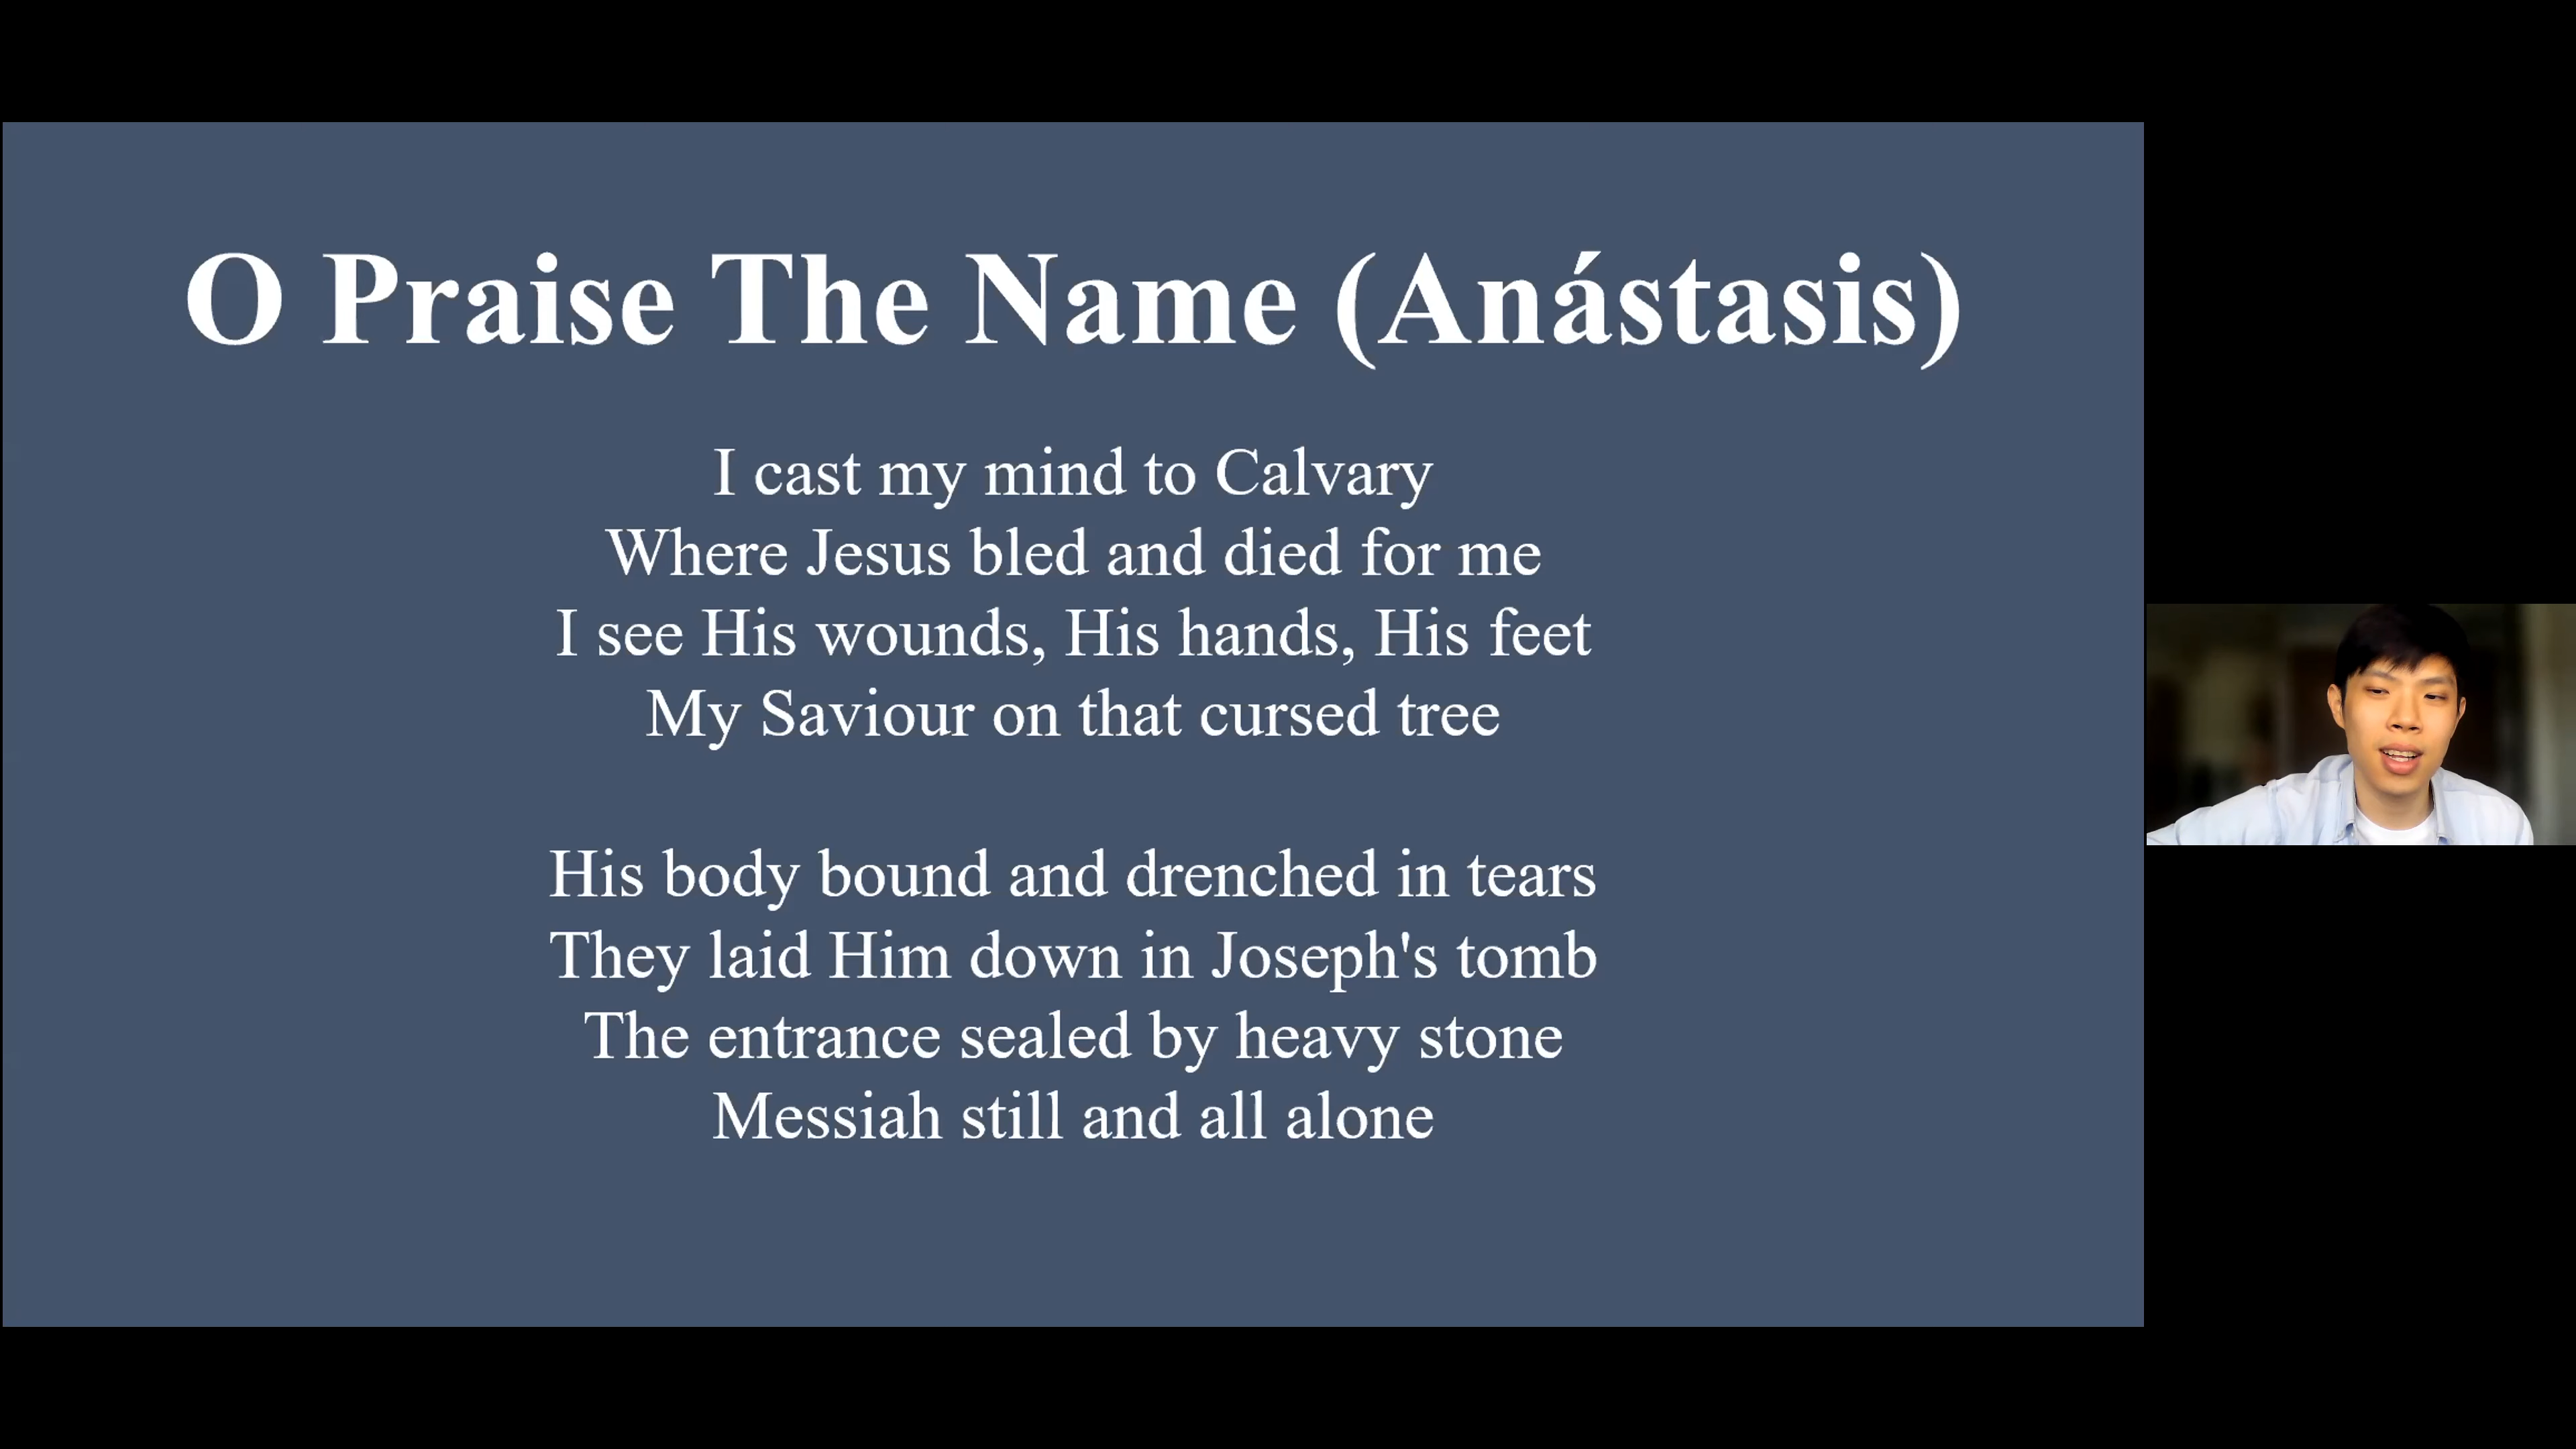 O Praise The Name (Anástasis)
I cast my mind to Calvary
Where Jesus bled and died for me
I see His wounds, His hands, His feet
My Saviour on that cursed tree
His body bound and drenched in tears
They laid Him down in Joseph's tomb
The entrance sealed by heavy stone
Messiah still and all alone